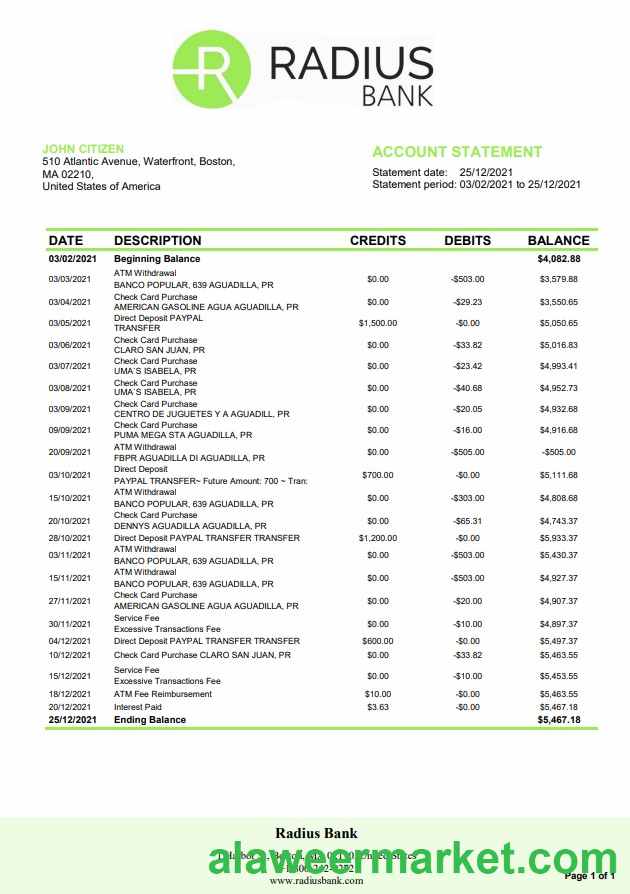 RADIUS
BANK
JOHN CITIZEN
510 Atlantic Avenue, Waterfront, Boston,
MA 02210,
United States of America
ACCOUNT STATEMENT
Statement date: 25/12/2021
Statement period: 03/02/2021 to 25/12/2021
DATE DESCRIPTION CREDITS DEBITS BALANCE
03/02/2021 Beginning Balance $4,082.88
ATM Withdrawal
03/03/2021 $0.00 -$503.00 $3,579.88
BANCO POPULAR, 639 AGUADILLA, PR
Check Card Purchase
03/04/2021 $0.00 -$29.23 $3,550.65
AMERICAN GASOLINE AGUA AGUADILLA, PR
Direct Deposit PAYPAL
03/05/2021 $1,500.00 -$0.00 $5,050.65
TRANSFER
Check Card Purchase
03/06/2021 $0.00 -$33.82 $5,016.83
CLARO SAN JUAN, PR
Check Card Purchase
03/07/2021 $0.00 -$23.42 $4,993.41
UMA'S ISABELA, PR
Check Card Purchase
03/08/2021 $0.00 -$40.68 $4,952.73
UMA'S ISABELA, PR
Check Card Purchase
03/09/2021 $0.00 -$20.05 $4,932.68
CENTRO DE JUGUETES Y A AGUADILL, PR
Check Card Purchase
09/09/2021 $0.00 -$16.00 $4,916.68
PUMA MEGA STA AGUADILLA, PR
ATM Withdrawal
20/09/2021 $0.00 -$505.00 -$505.00
FBPR AGUADILLA DI AGUADILLA, PR
Direct Deposit
03/10/2021 $700.00 -$0.00 $5,111.68
PAYPAL TRANSFER~ Future Amount: 700 ~ Tran:
ATM Withdrawal
15/10/2021 $0.00 -$303.00 $4,808.68
BANCO POPULAR, 639 AGUADILLA, PR
Check Card Purchase
20/10/2021 $0.00 -$65.31 $4,743.37
DENNYS AGUADILLA AGUADILLA, PR
28/10/2021 Direct Deposit PAYPAL TRANSFER TRANSFER $1,200.00 -$0.00 $5,933.37
ATM Withdrawal
03/11/2021 $0.00 -$503.00 $5,430.37
BANCO POPULAR, 639 AGUADILLA, PR
ATM Withdrawal
15/11/2021 $0.00 -$503.00 $4,927.37
BANCO POPULAR, 639 AGUADILLA, PR
Check Card Purchase
27/11/2021 $0.00 -$20.00 $4,907.37
AMERICAN GASOLINE AGUA AGUADILLA, PR
Service Fee
30/11/2021 $0.00 -$10.00 $4,897.37
Excessive Transactions Fee
04/12/2021 Direct Deposit PAYPAL TRANSFER TRANSFER $600.00 -$0.00 $5,497.37
10/12/2021 Check Card Purchase CLARO SAN JUAN, PR $0.00 -$33.82 $5,463.55
Service Fee
15/12/2021 $0.00 -$10.00 $5,453.55
Excessive Transactions Fee
18/12/2021 ATM Fee Reimbursement $10.00 -$0.00 $5,463.55
20/12/2021 Interest Paid $3.63 -$0.00 $5,467.18
25/12/2021 Ending Balance $5,467.18
Radius Bank
alaweermarket.com
www.radiusbank.com
Page 1 of 1